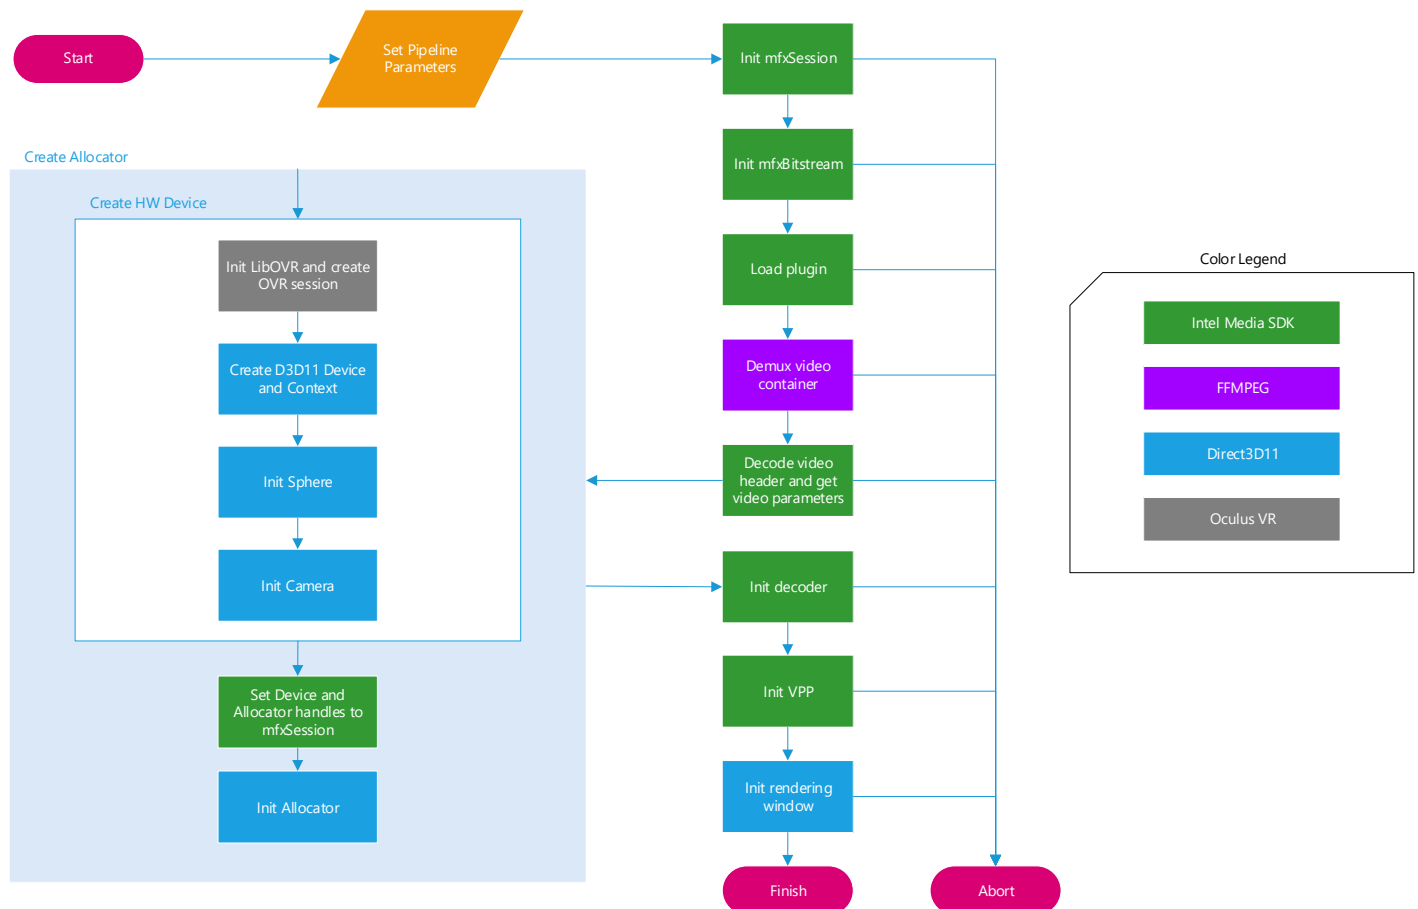 Start
Set Pipeline
Parameters
Init mfxSession
Init mfxBitstream
Load plugin
Demux video
container
Decode video
header and get
video parameters
Create Allocator
Create HW Device
Init LibOVR and create
OVR session
Create D3D11 Device
and Context
Init Sphere
Init Camera
Set Device and
Allocator handles to
mfxSession
Init Allocator
Init decoder
Init VPP
Init rendering
window
Finish
Abort
Color Legend
Intel Media SDK
FFMPEG
Direct3D11
Oculus VR